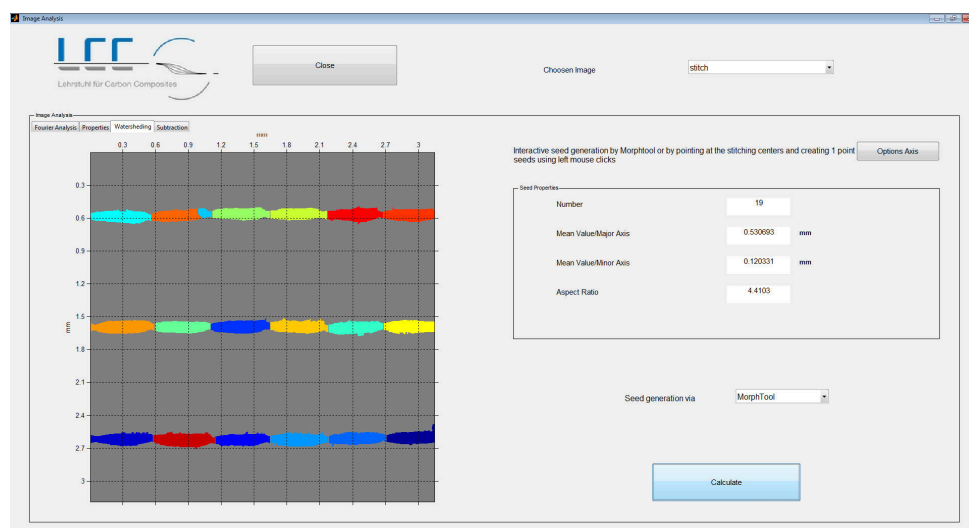 Image Analysis
LCC
Lehrstuhl für Carbon Composites
Close
Choosen Image
stitch
Image Analysis
Fourier Analysis Properties Watersheding Subtraction
mm
0.3 0.6 0.9 1.2 1.5 1.8 2.1 2.4 2.7 3
0.3
0.6
0.9
1.2
1.5
1.8
2.1
2.4
2.7
3
mm
Interactive seed generation by Morphtool or by pointing at the stitching centers and creating 1 point
seeds using left mouse clicks
Options Axis
Seed Properties
Number 19
Mean Value/Major Axis 0.530693 mm
Mean Value/Minor Axis 0.120331 mm
Aspect Ratio 4.4103
Seed generation via MorphTool
Calculate